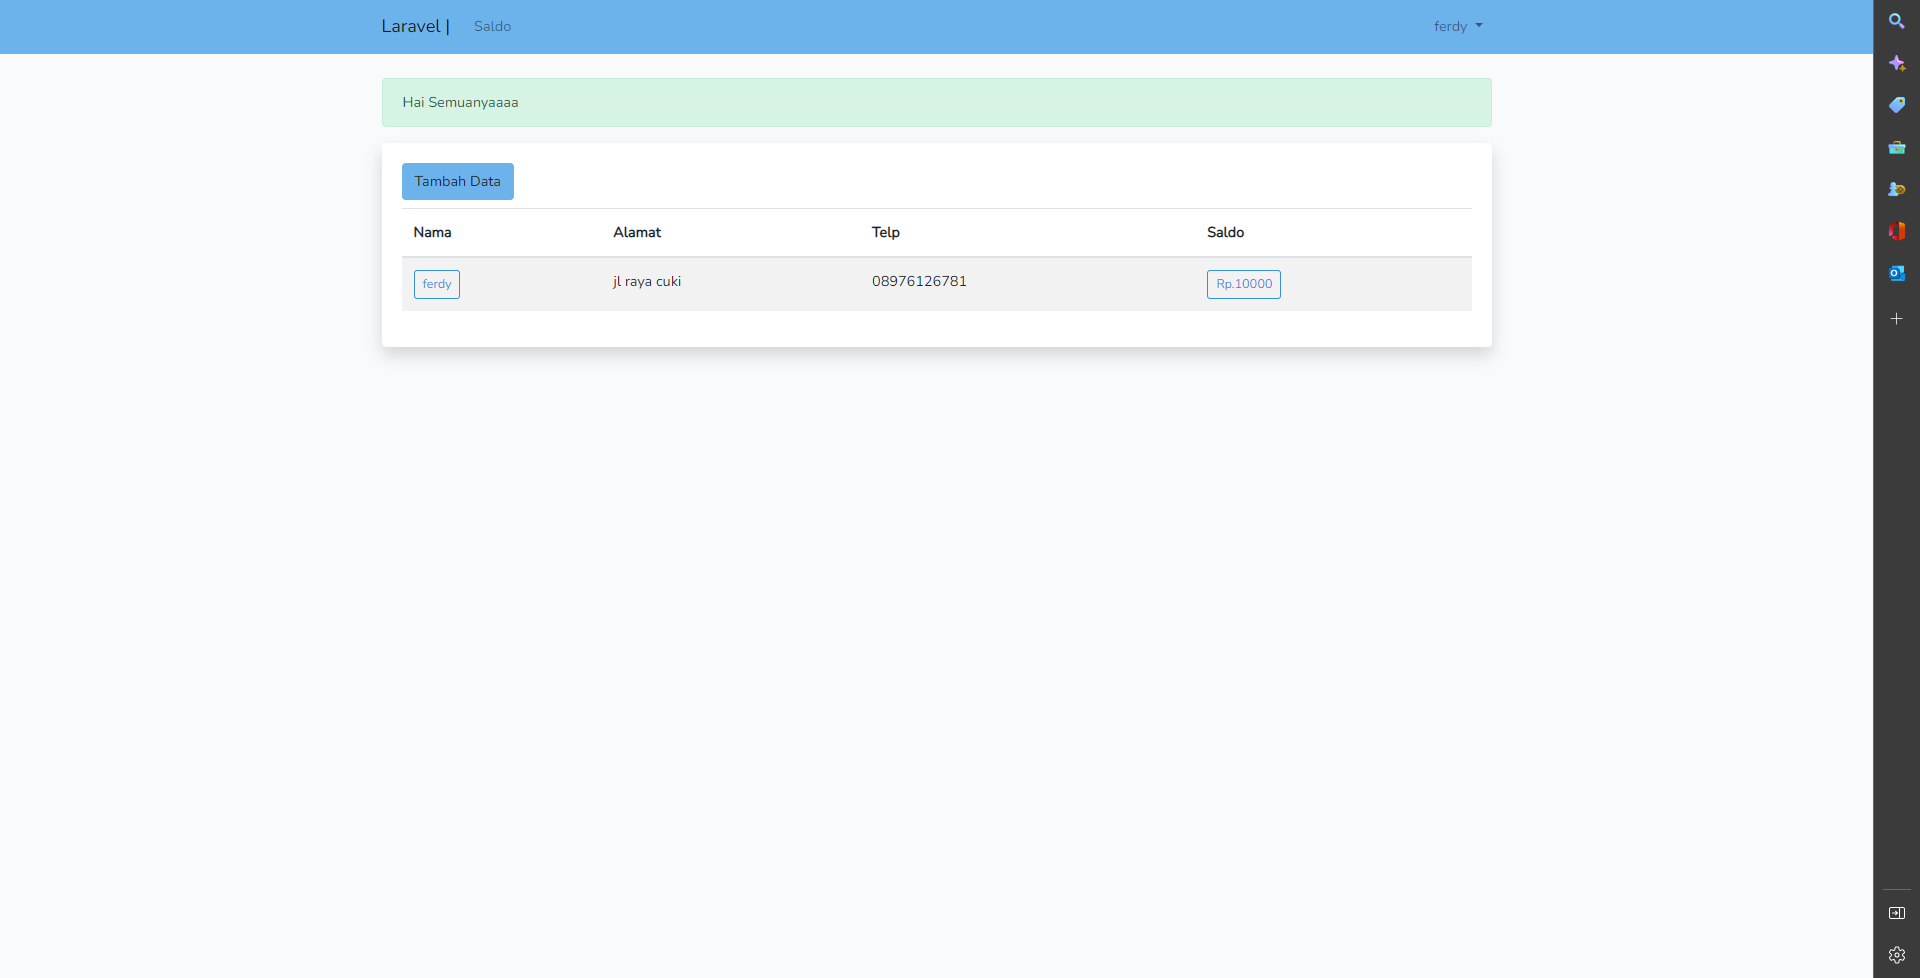 Laravel | Saldo ferdy
Hai Semuanyaaaa
Tambah Data
Nama Alamat Telp Saldo
ferdy jl raya cuki 08976126781 Rp.10000